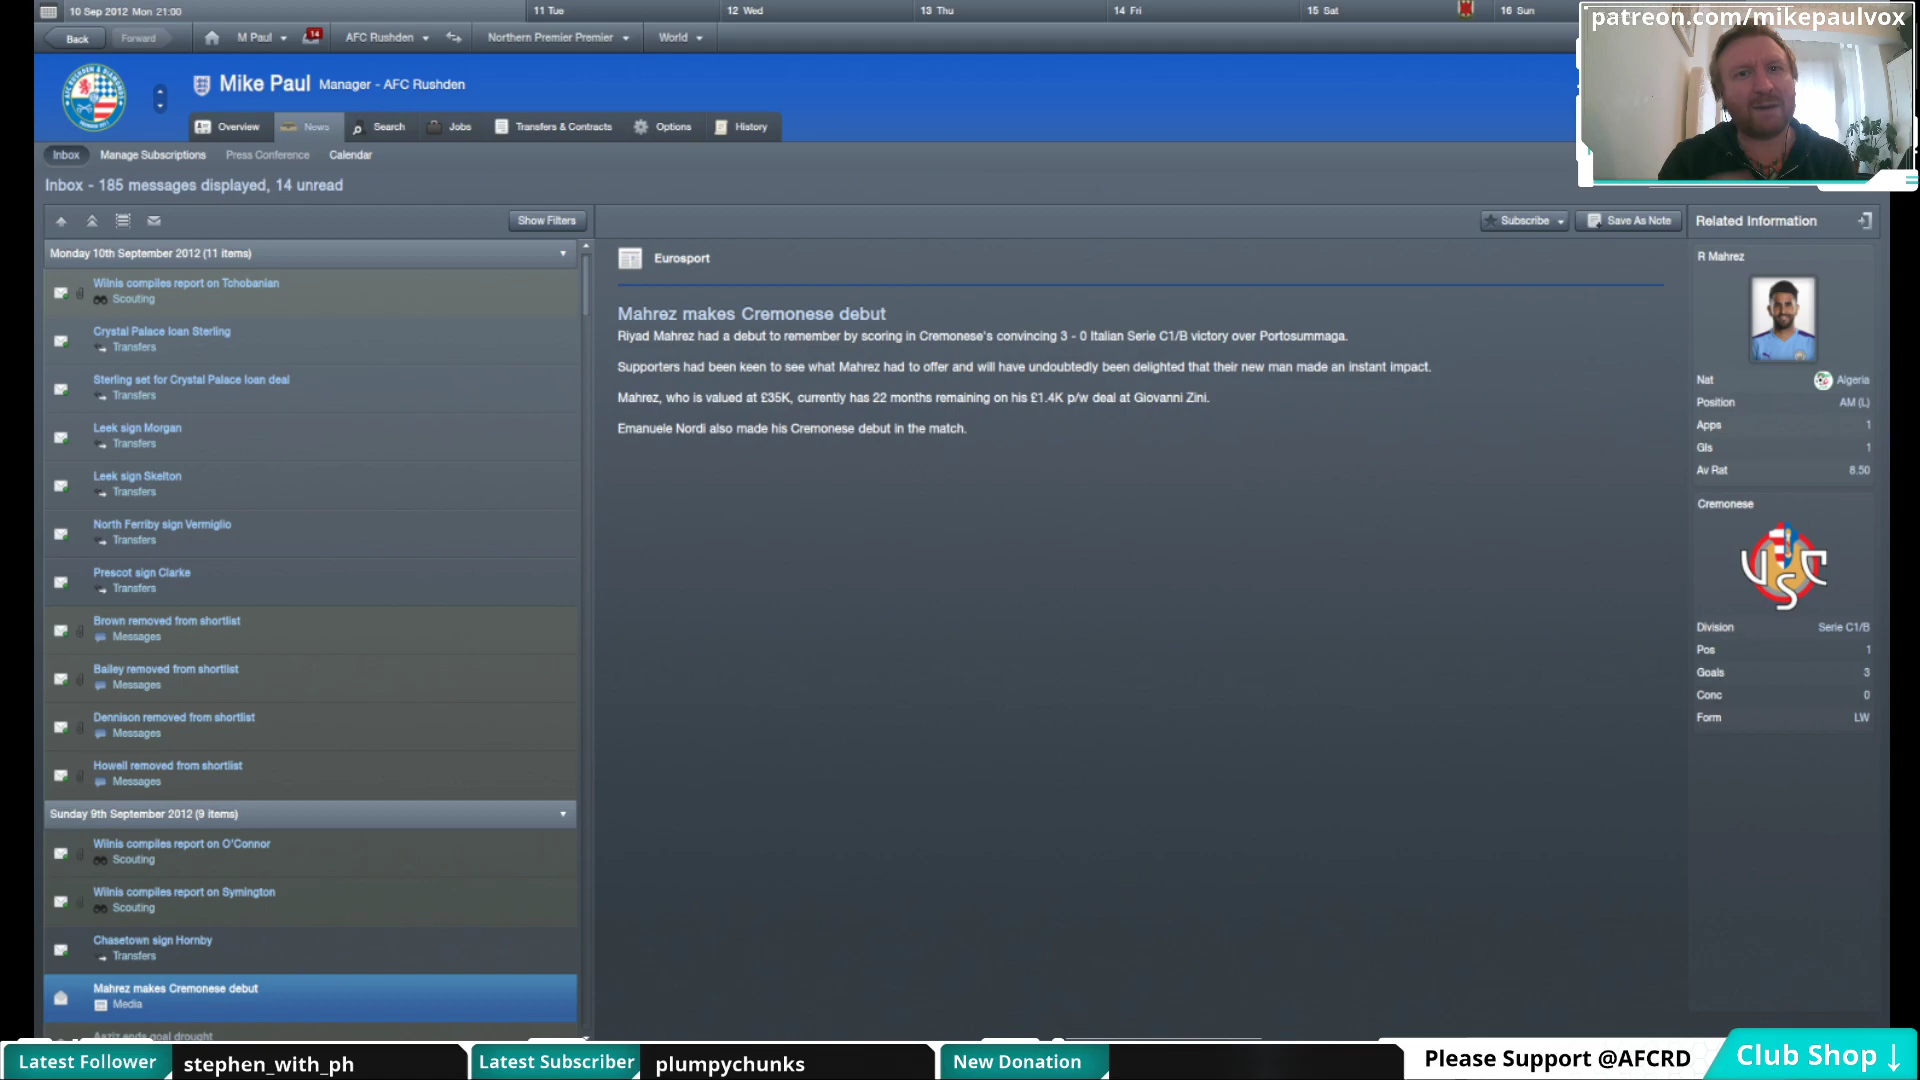 10 Sep 2012 Mon 21:00
11 Tue
12 Wed
13 Thu
14 Fri
15 Sat
16 Sun
patreon.com/mikepaulvox
Back
Forward
M Paul
14
AFC Rushden
Northern Premier Premier
World
Mike Paul Manager - AFC Rushden
Overview
News
Search
Jobs
Transfers & Contracts
Options
History
Inbox
Manage Subscriptions
Press Conference
Calendar
Inbox - 185 messages displayed, 14 unread
Show Filters
Subscribe
Save As Note
Related Information
Monday 10th September 2012 (11 items)
Wilnis compiles report on Tchobanian
Scouting
Crystal Palace loan Sterling
Transfers
Sterling set for Crystal Palace loan deal
Transfers
Leek sign Morgan
Transfers
Leek sign Skelton
Transfers
North Ferriby sign Vermiglio
Transfers
Prescot sign Clarke
Transfers
Brown removed from shortlist
Messages
Bailey removed from shortlist
Messages
Dennison removed from shortlist
Messages
Howell removed from shortlist
Messages
Sunday 9th September 2012 (9 items)
Wilnis compiles report on O'Connor
Scouting
Wilnis compiles report on Symington
Scouting
Chasetown sign Hornby
Transfers
Mahrez makes Cremonese debut
Media
Aaziz ends goal drought
Eurosport
Mahrez makes Cremonese debut
Riyad Mahrez had a debut to remember by scoring in Cremonese's convincing 3 - 0 Italian Serie C1/B victory over Portosummaga.
Supporters had been keen to see what Mahrez had to offer and will have undoubtedly been delighted that their new man made an instant impact.
Mahrez, who is valued at £35K, currently has 22 months remaining on his £1.4K p/w deal at Giovanni Zini.
Emanuele Nordi also made his Cremonese debut in the match.
R Mahrez
Nat Algeria
Position AM (L)
Apps 1
Gls 1
Av Rat 8.50
Cremonese
USC
Division Serie C1/B
Pos 1
Goals 3
Conc 0
Form LW
Latest Follower
stephen_with_ph
Latest Subscriber
plumpychunks
New Donation
Please Support @AFCRD
Club Shop ↓